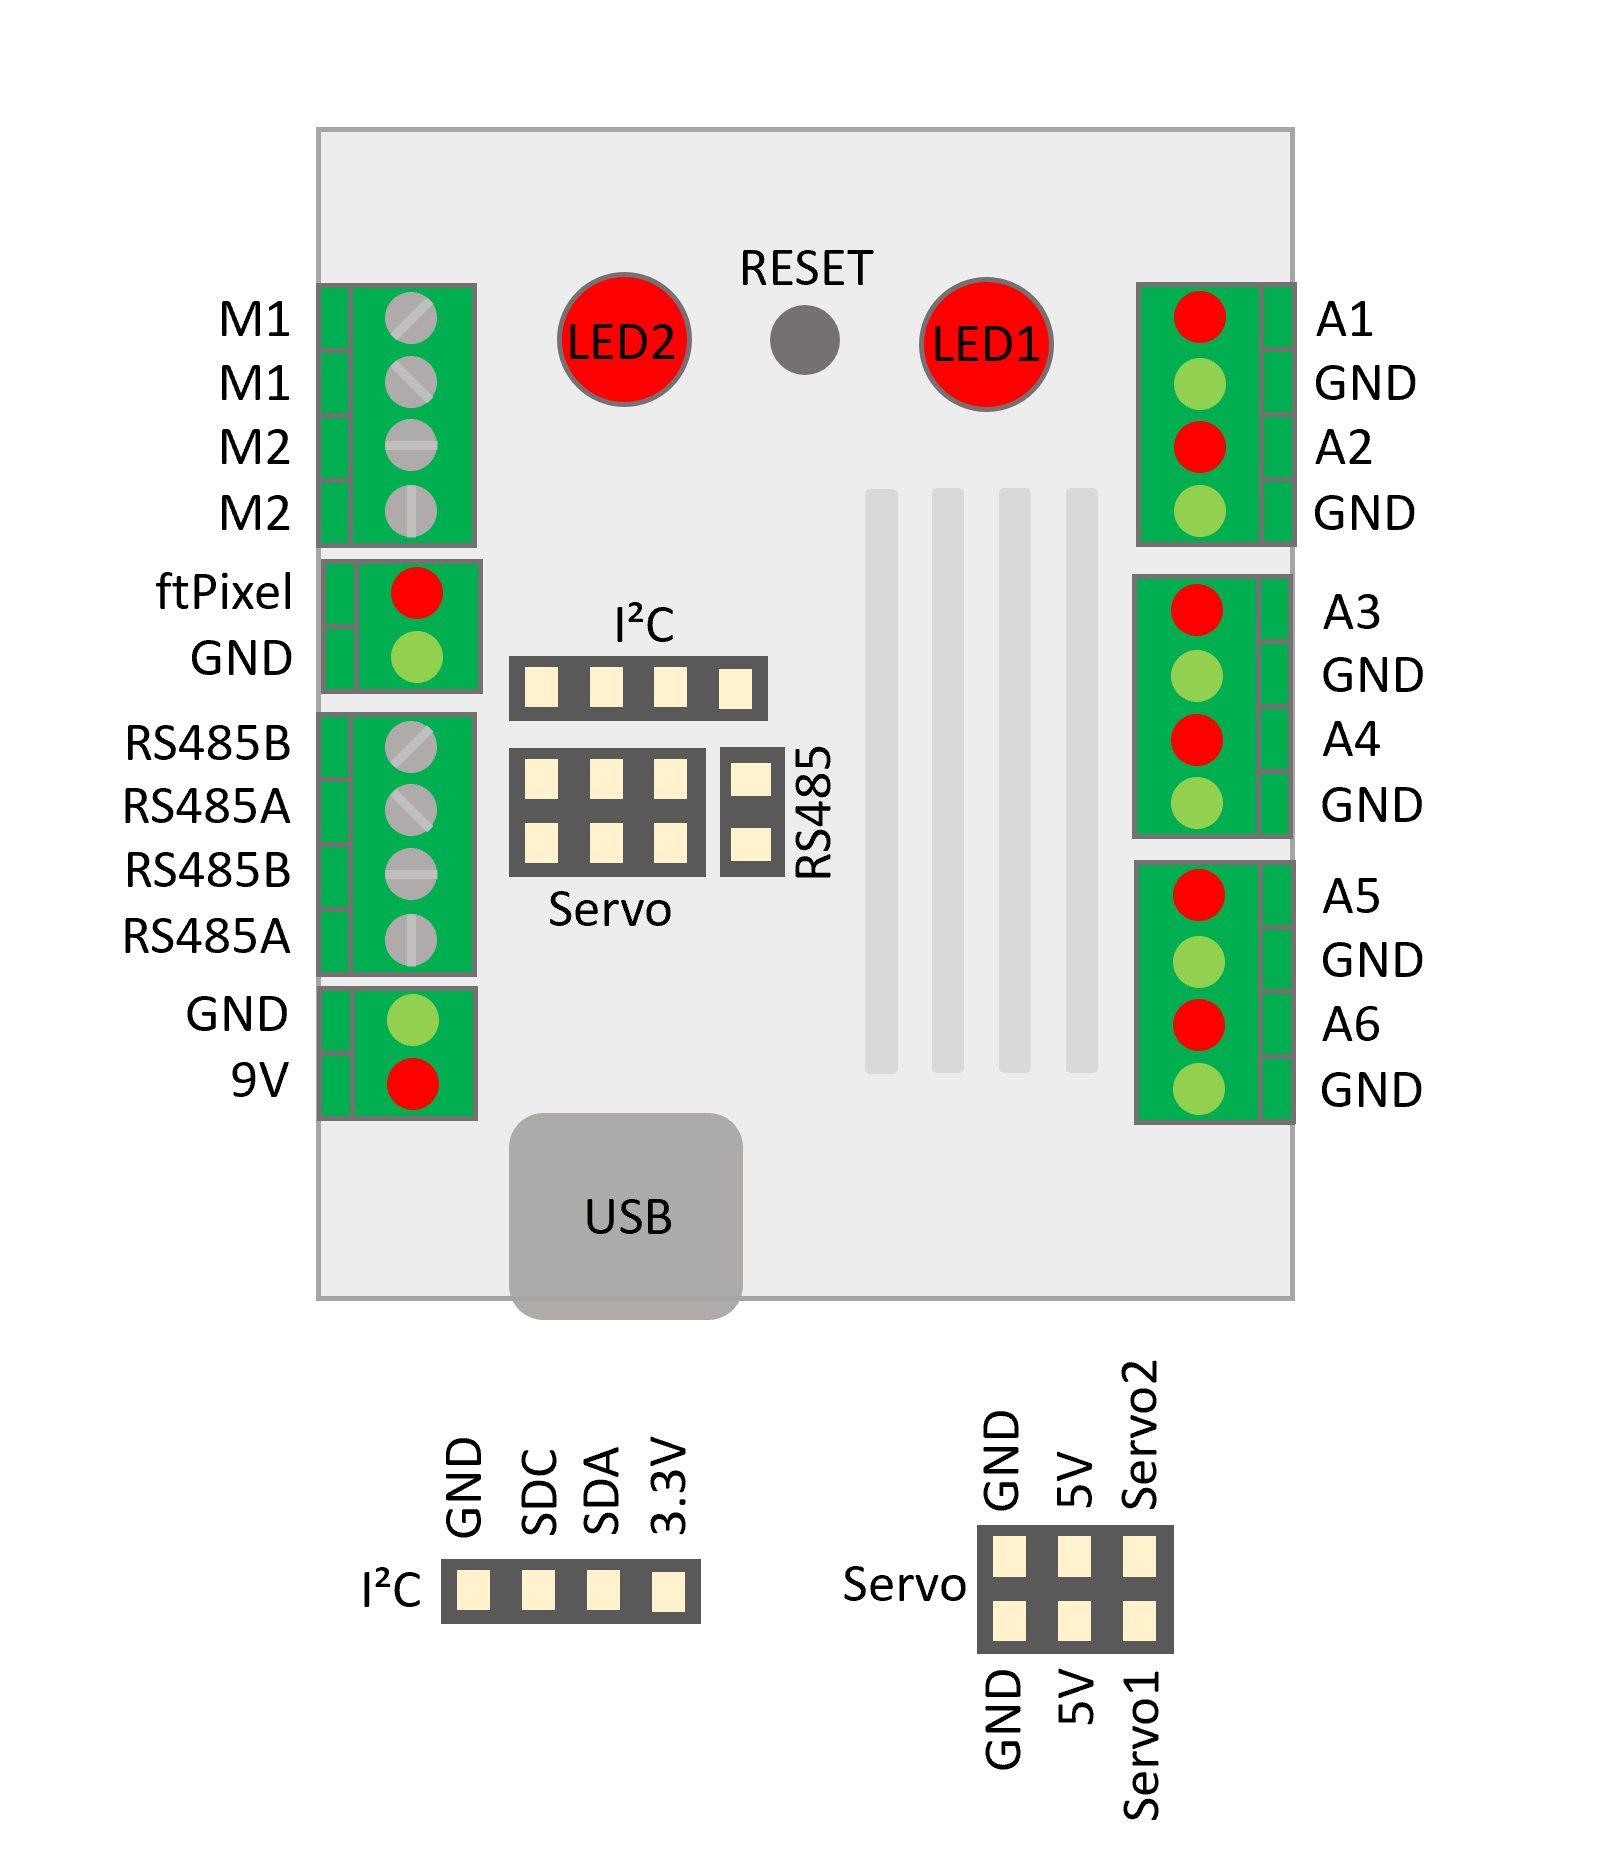 RESET
LED2
LED1
M1
M1
M2
M2
ftPixel
GND
RS485B
RS485A
RS485B
RS485A
GND
9V
I²C
RS485
Servo
A1
GND
A2
GND
A3
GND
A4
GND
A5
GND
A6
GND
USB
GND
SDC
SDA
3.3V
I²C
GND
5V
Servo2
Servo
GND
5V
Servo1